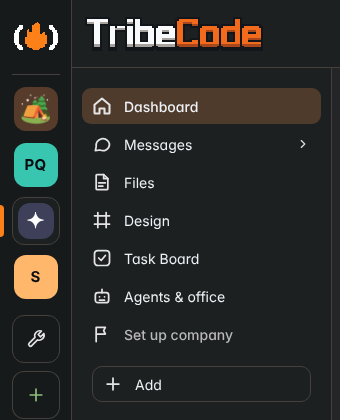 TribeCode
Dashboard
PQ
Messages
Files
Design
Task Board
S
Agents & office
Set up company
Add